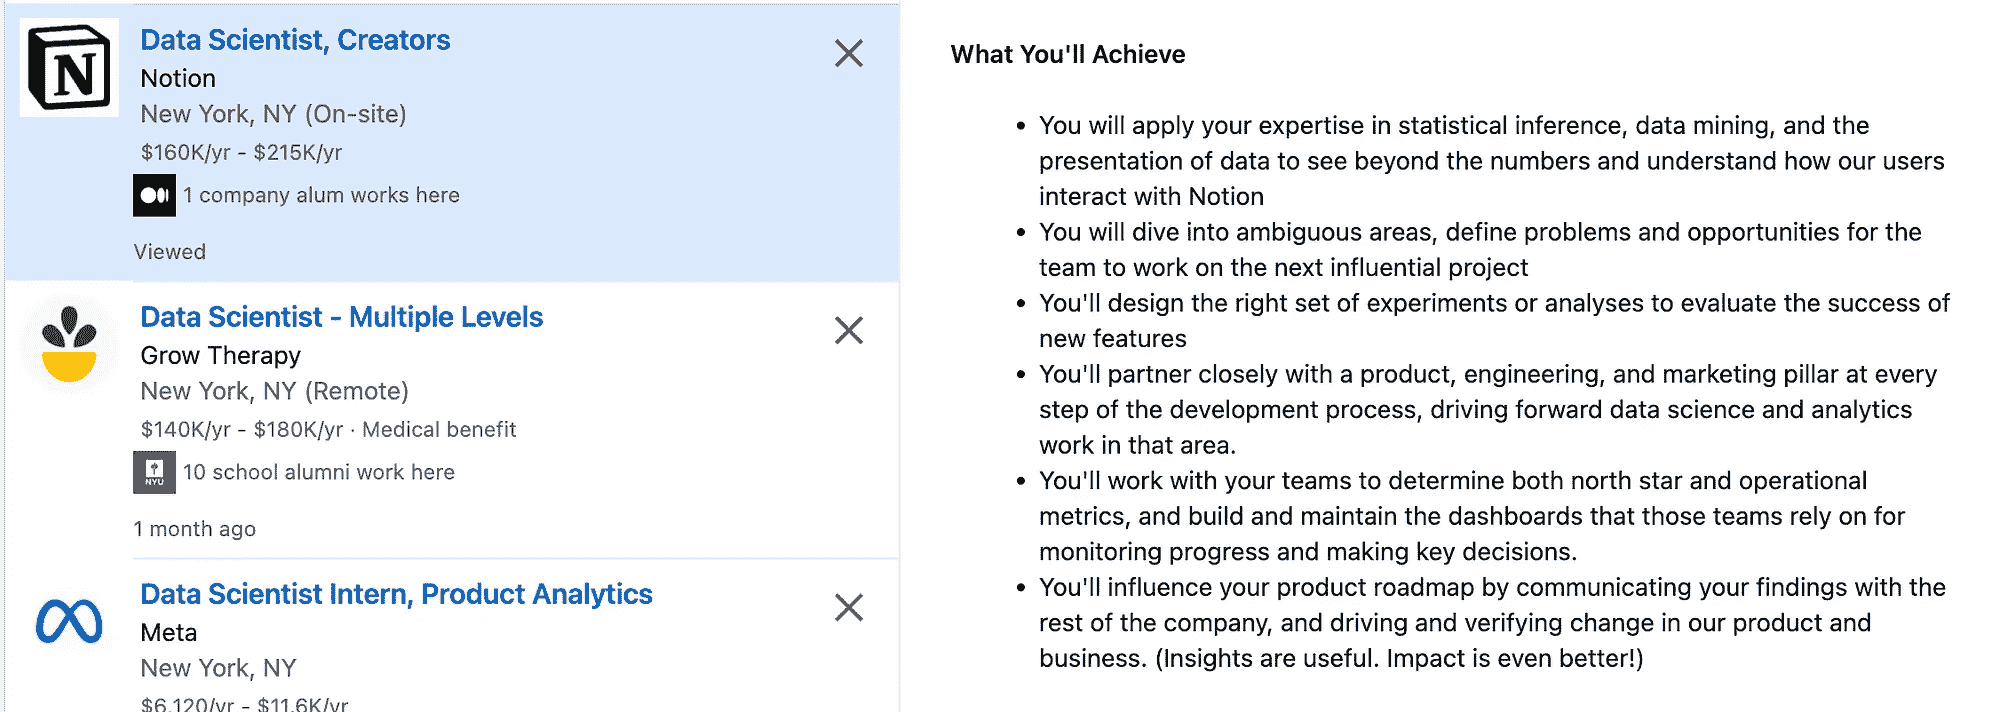 N
Data Scientist, Creators
Notion
New York, NY (On-site)
$160K/yr - $215K/yr
1 company alum works here
Viewed
Data Scientist - Multiple Levels
Grow Therapy
New York, NY (Remote)
$140K/yr - $180K/yr · Medical benefit
NYU
10 school alumni work here
1 month ago
Data Scientist Intern, Product Analytics
Meta
New York, NY
$6,120/yr - $11.6K/yr
What You'll Achieve
• You will apply your expertise in statistical inference, data mining, and the
presentation of data to see beyond the numbers and understand how our users
interact with Notion
• You will dive into ambiguous areas, define problems and opportunities for the
team to work on the next influential project
• You'll design the right set of experiments or analyses to evaluate the success of
new features
• You'll partner closely with a product, engineering, and marketing pillar at every
step of the development process, driving forward data science and analytics
work in that area.
• You'll work with your teams to determine both north star and operational
metrics, and build and maintain the dashboards that those teams rely on for
monitoring progress and making key decisions.
• You'll influence your product roadmap by communicating your findings with the
rest of the company, and driving and verifying change in our product and
business. (Insights are useful. Impact is even better!)